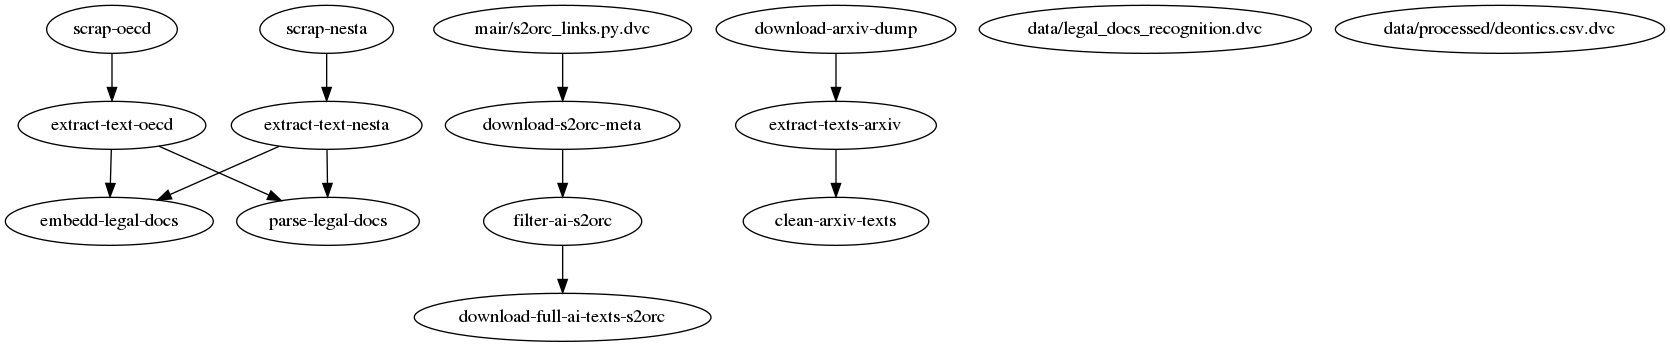 scrap-oecd
scrap-nesta
mair/s2orc_links.py.dvc
download-arxiv-dump
data/legal_docs_recognition.dvc
data/processed/deontics.csv.dvc
extract-text-oecd
extract-text-nesta
download-s2orc-meta
extract-texts-arxiv
embedd-legal-docs
parse-legal-docs
filter-ai-s2orc
clean-arxiv-texts
download-full-ai-texts-s2orc